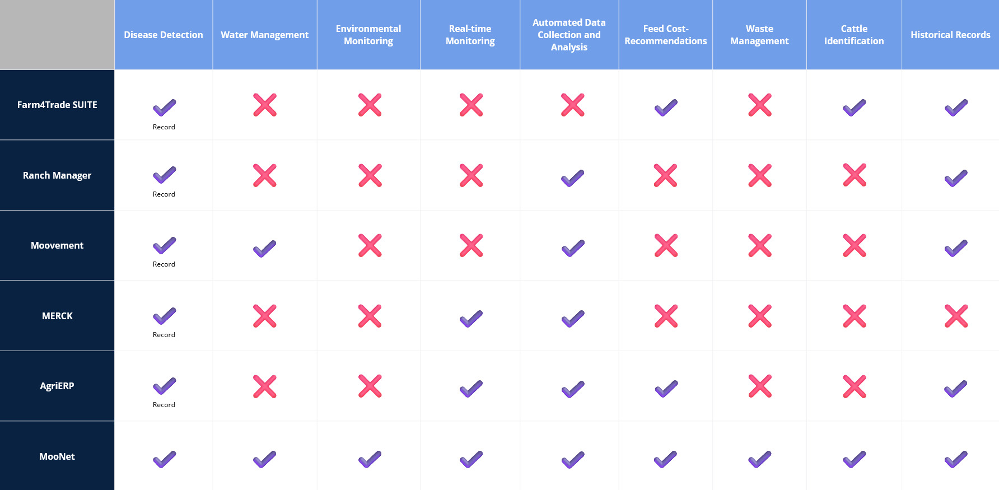 Disease Detection
Water Management
Environmental
Monitoring
Real-time
Monitoring
Automated Data
Collection and
Analysis
Feed Cost-
Recommendations
Waste
Management
Cattle
Identification
Historical Records
Farm4Trade SUITE
Record
Ranch Manager
Record
Moovement
Record
MERCK
Record
AgriERP
Record
MooNet